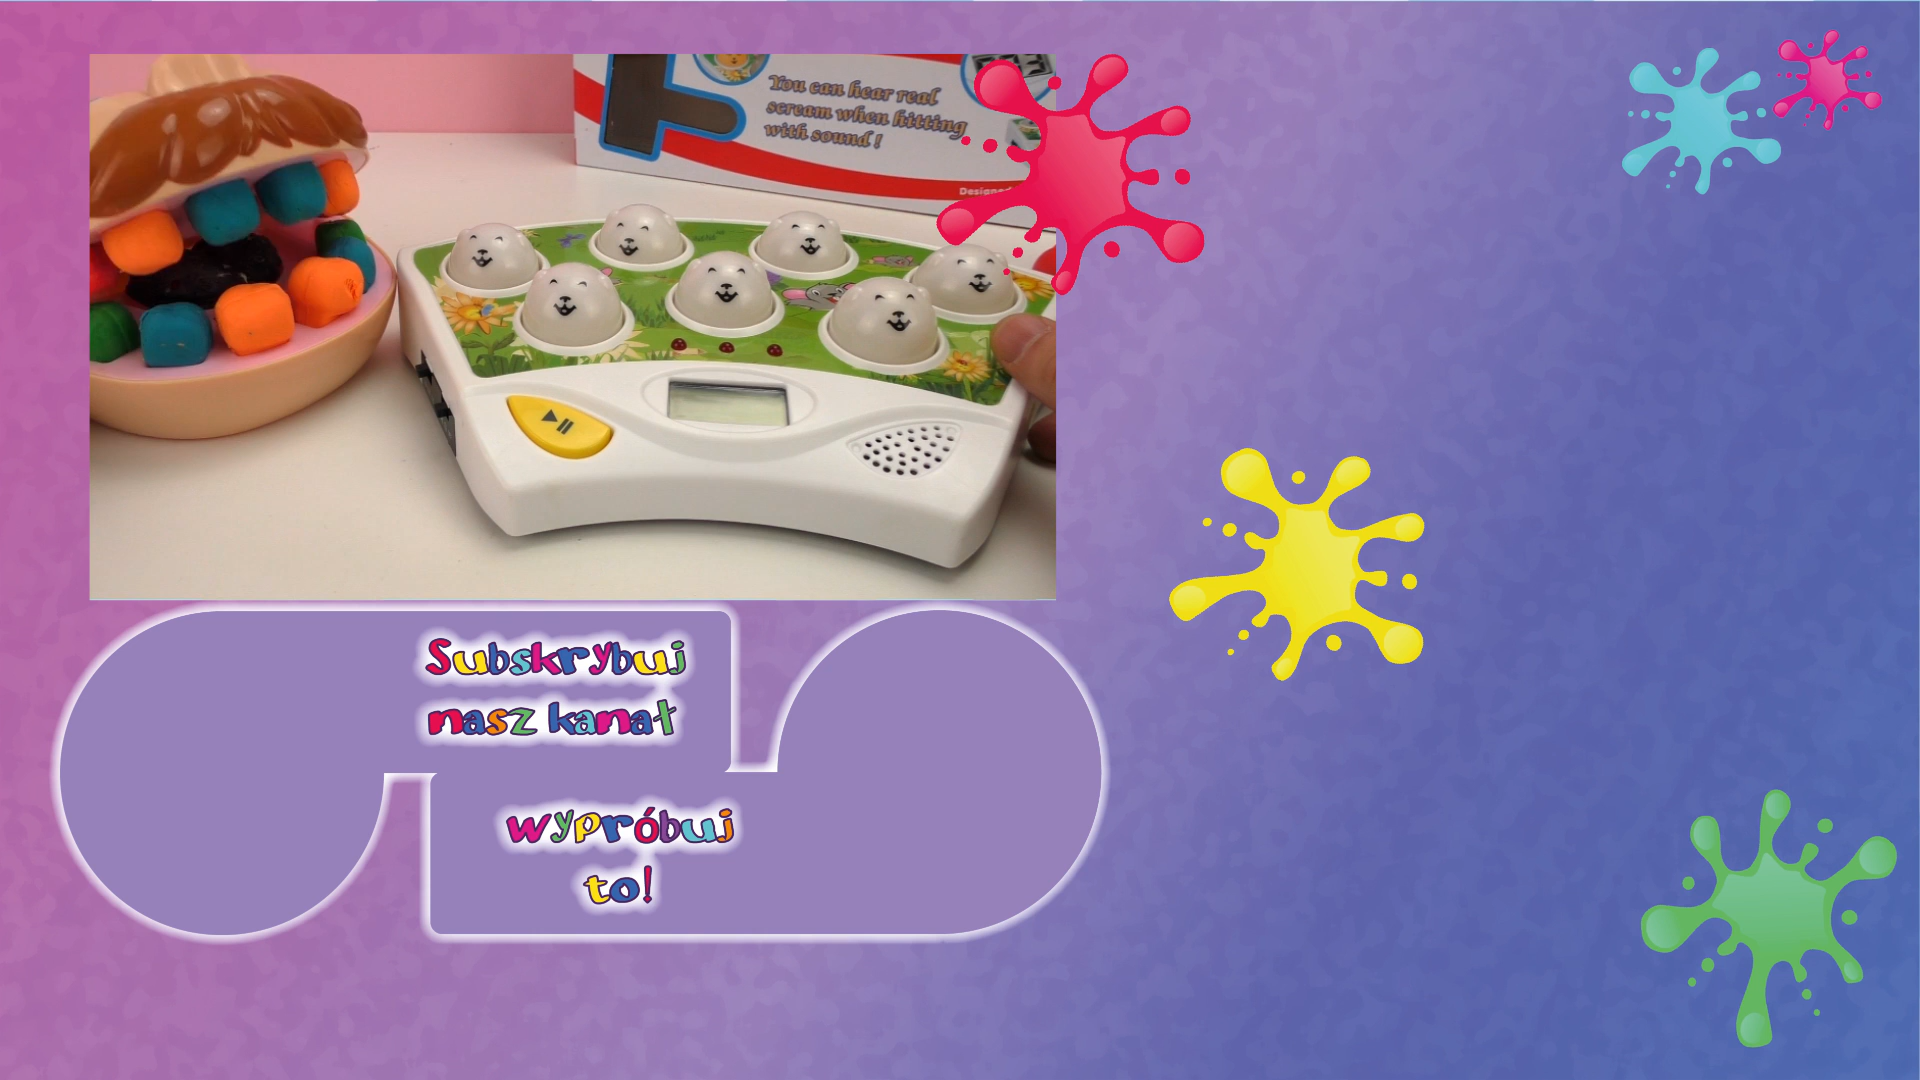 You can hear real
scream when hitting
with sound !
Subskrybuj
nasz kanał
wypróbuj
to!